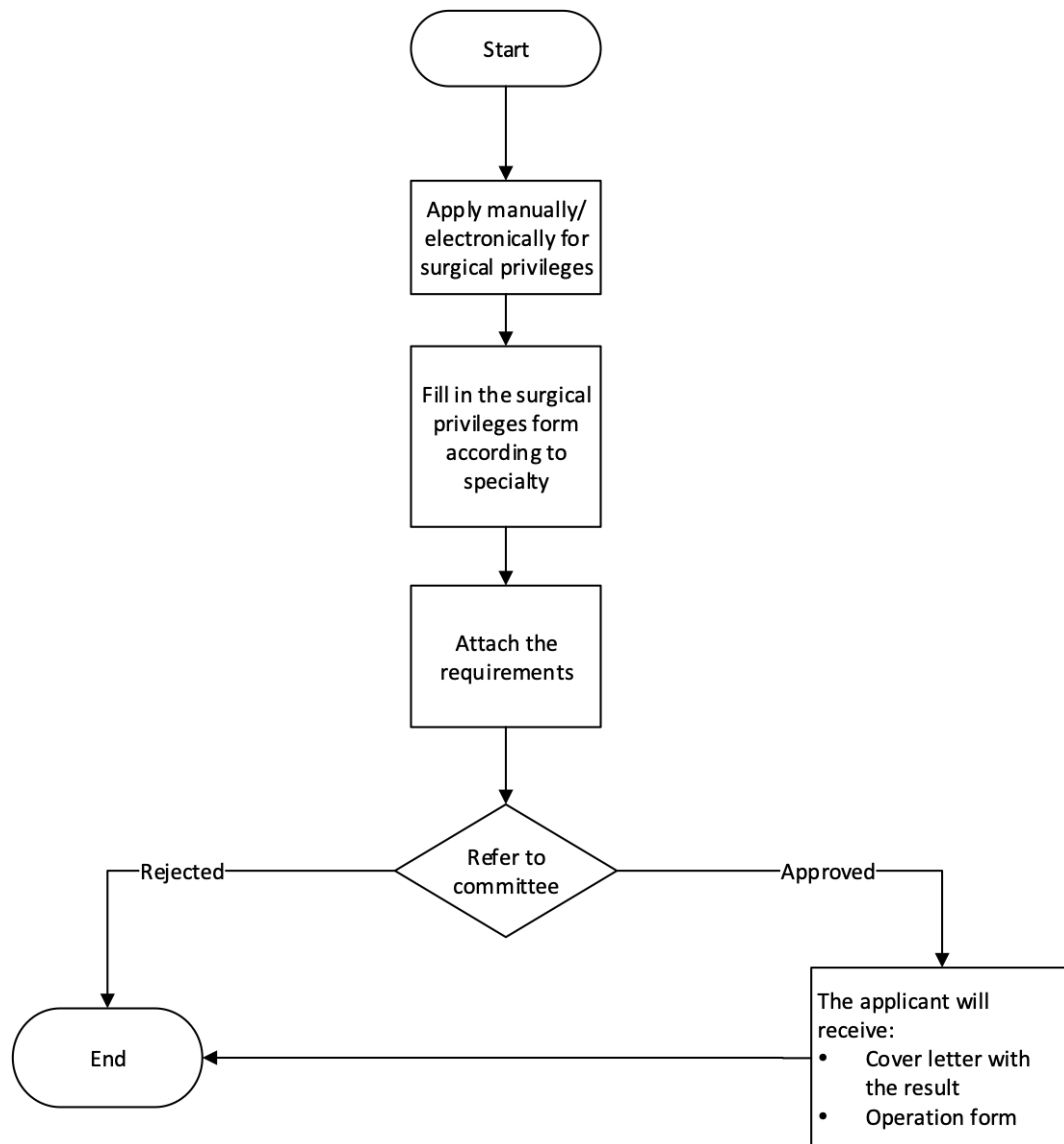 Start
Apply manually/
electronically for
surgical privileges
Fill in the surgical
privileges form
according to
specialty
Attach the
requirements
Refer to
committee
Rejected
Approved
The applicant will
receive:
• Cover letter with
the result
• Operation form
End